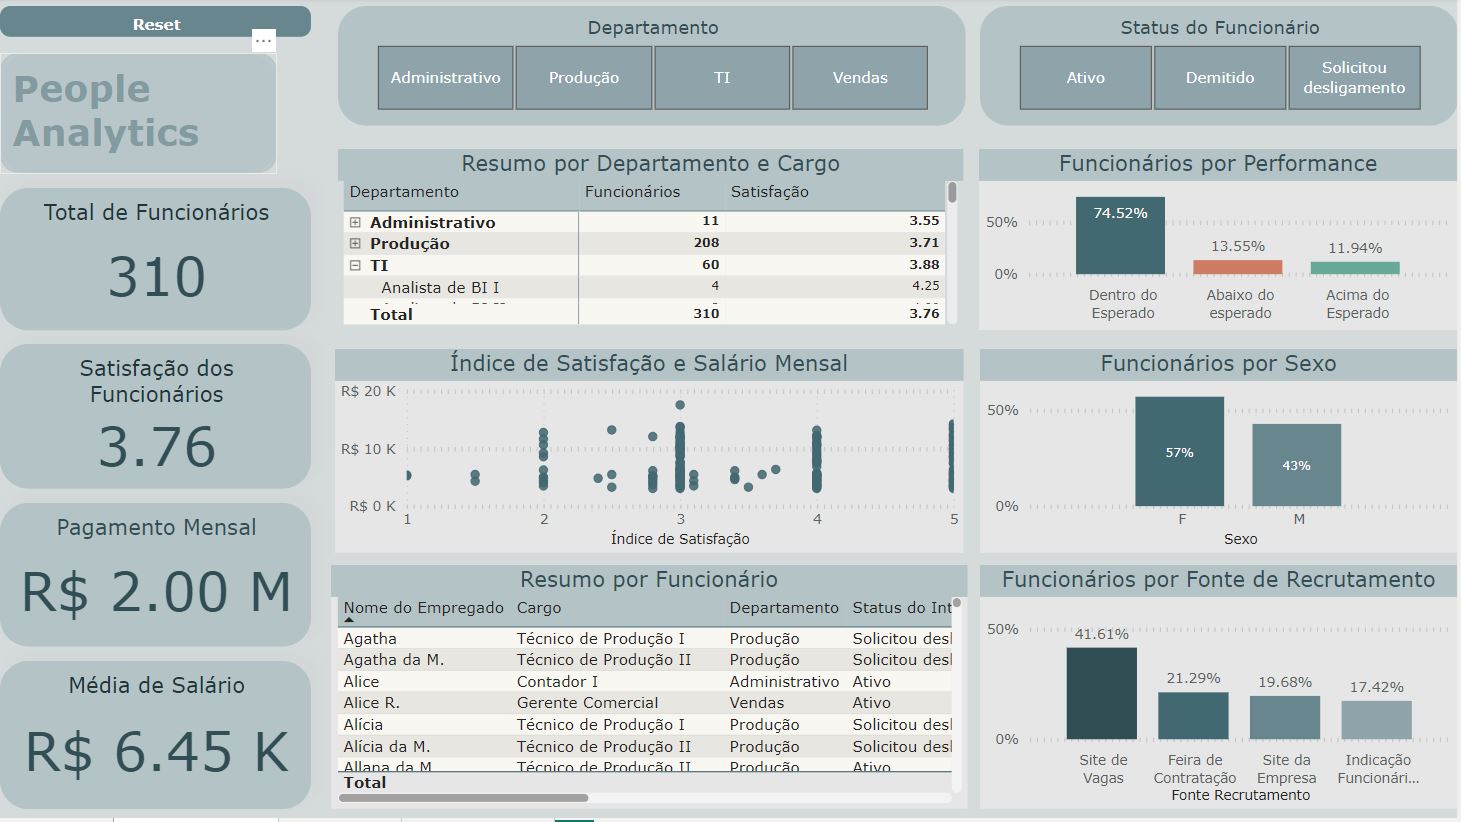 Reset
...
People
Analytics
Total de Funcionários
310
Satisfação dos
Funcionários
3.76
Pagamento Mensal
R$ 2.00 M
Média de Salário
R$ 6.45 K
Departamento
Administrativo
Produção
TI
Vendas
Status do Funcionário
Ativo
Demitido
Solicitou
desligamento
Resumo por Departamento e Cargo
Departamento Funcionários Satisfação
Administrativo 11 3.55
Produção 208 3.71
TI 60 3.88
Analista de BI I 4 4.25
Total 310 3.76
Funcionários por Performance
50%
0%
74.52%
13.55%
11.94%
Dentro do
Esperado
Abaixo do
esperado
Acima do
Esperado
Índice de Satisfação e Salário Mensal
R$ 20 K
R$ 10 K
R$ 0 K
1 2 3 4 5
Índice de Satisfação
Funcionários por Sexo
50%
0%
57%
43%
F M
Sexo
Resumo por Funcionário
Nome do Empregado Cargo Departamento Status do Int
Agatha Técnico de Produção I Produção Solicitou desl
Agatha da M. Técnico de Produção II Produção Solicitou desl
Alice Contador I Administrativo Ativo
Alice R. Gerente Comercial Vendas Ativo
Alícia Técnico de Produção I Produção Solicitou desl
Alícia da M. Técnico de Produção II Produção Solicitou desl
Allana da M. Técnico de Produção II Produção Ativo
Total
Funcionários por Fonte de Recrutamento
50%
0%
41.61%
21.29%
19.68%
17.42%
Site de
Vagas
Feira de
Contratação
Site da
Empresa
Indicação
Funcionári...
Fonte Recrutamento